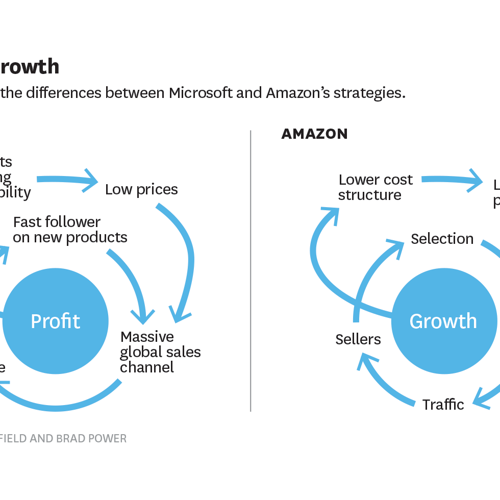 rowth
the differences between Microsoft and Amazon's strategies.
ts
ng
bility
Low prices
Fast follower
on new products
Profit
Massive
global sales
channel
e
FIELD AND BRAD POWER
AMAZON
Lower cost
structure
L
p
Selection
Growth
Sellers
Traffic